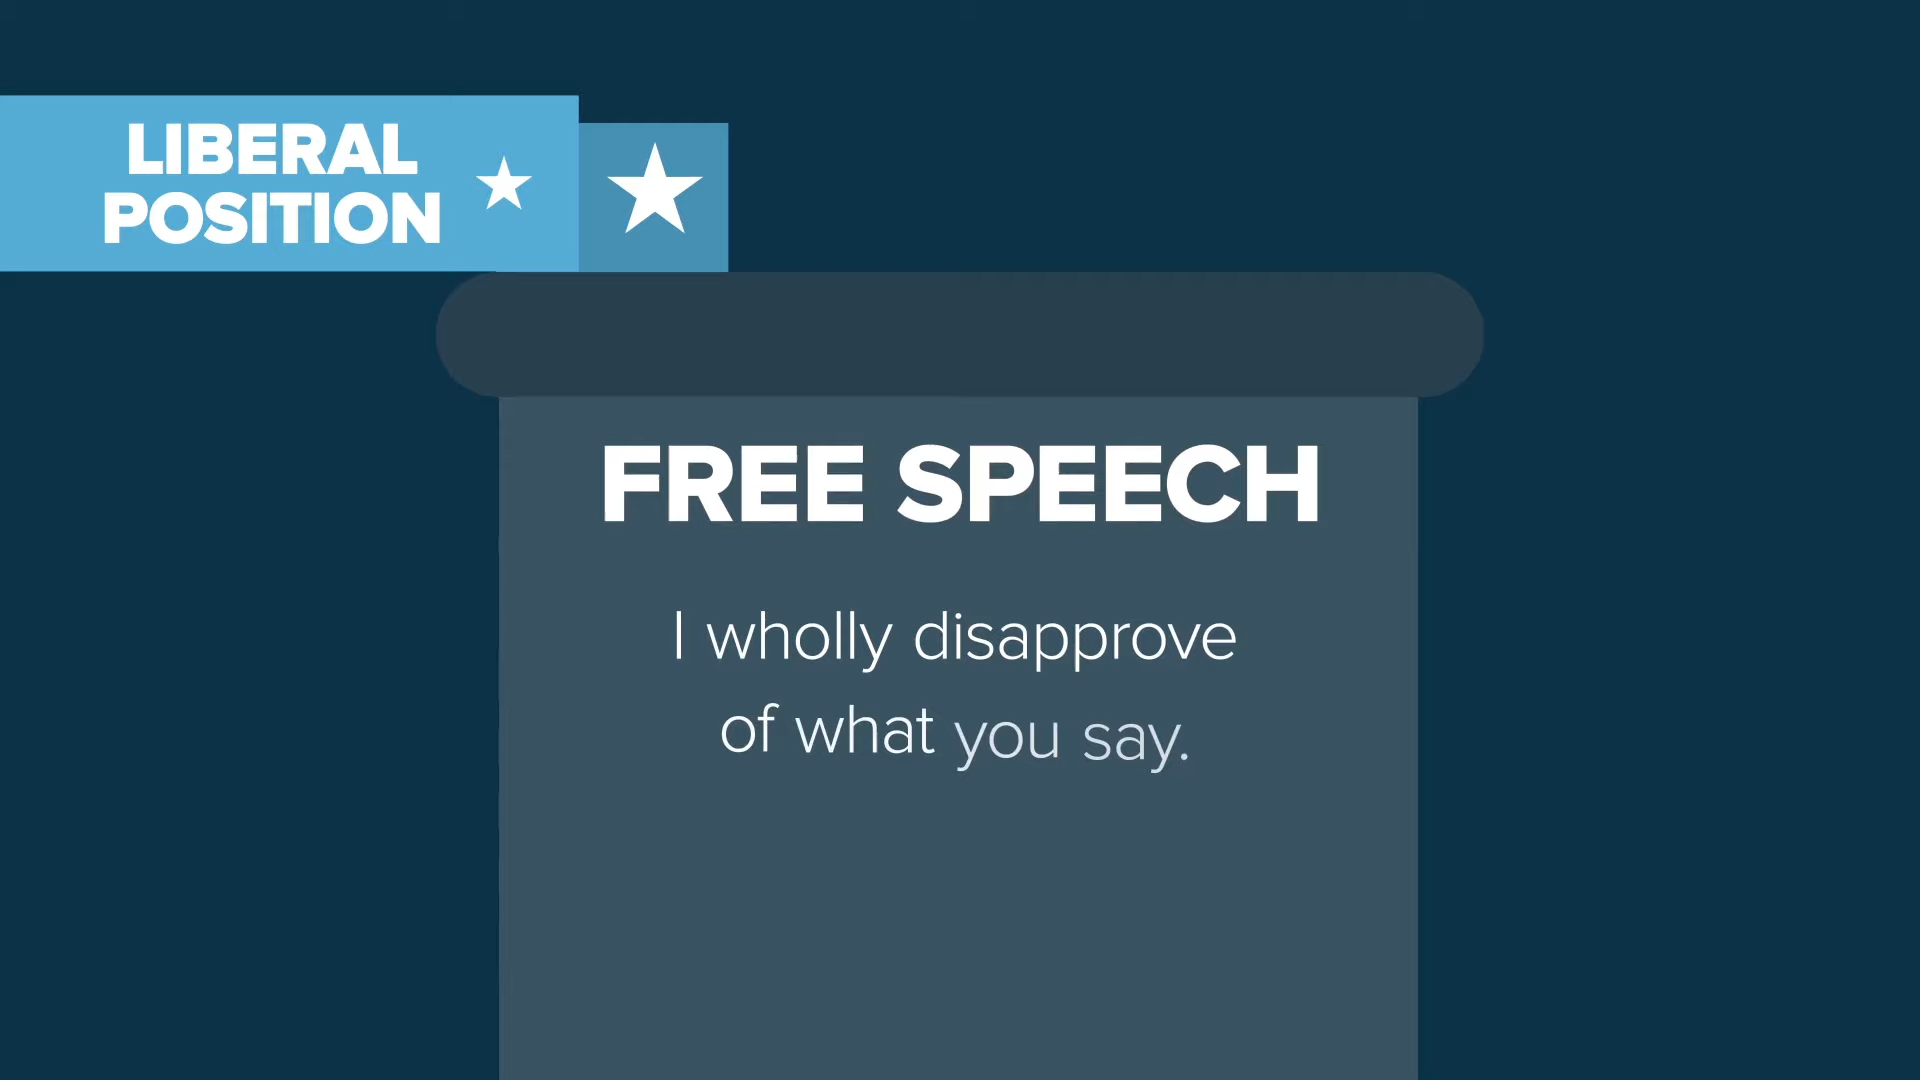 LIBERAL
POSITION
FREE SPEECH
I wholly disapprove
of what you say.